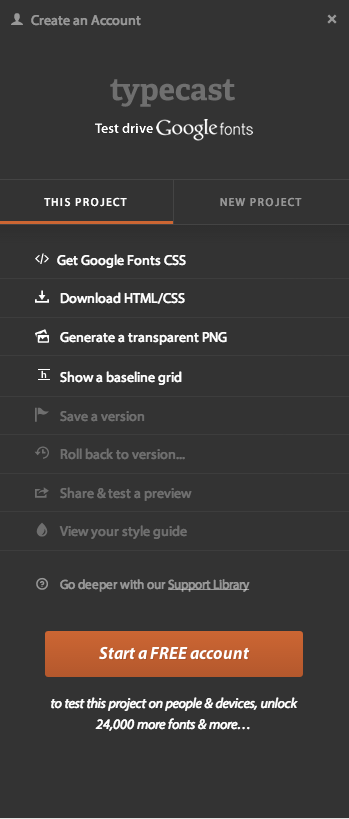 Create an Account
typecast
Test drive Google fonts
THIS PROJECT
NEW PROJECT
Get Google Fonts CSS
Download HTML/CSS
Generate a transparent PNG
h
Show a baseline grid
Save a version
Roll back to version...
Share & test a preview
View your style guide
Go deeper with our Support Library
Start a FREE account
to test this project on people & devices, unlock
24,000 more fonts & more…